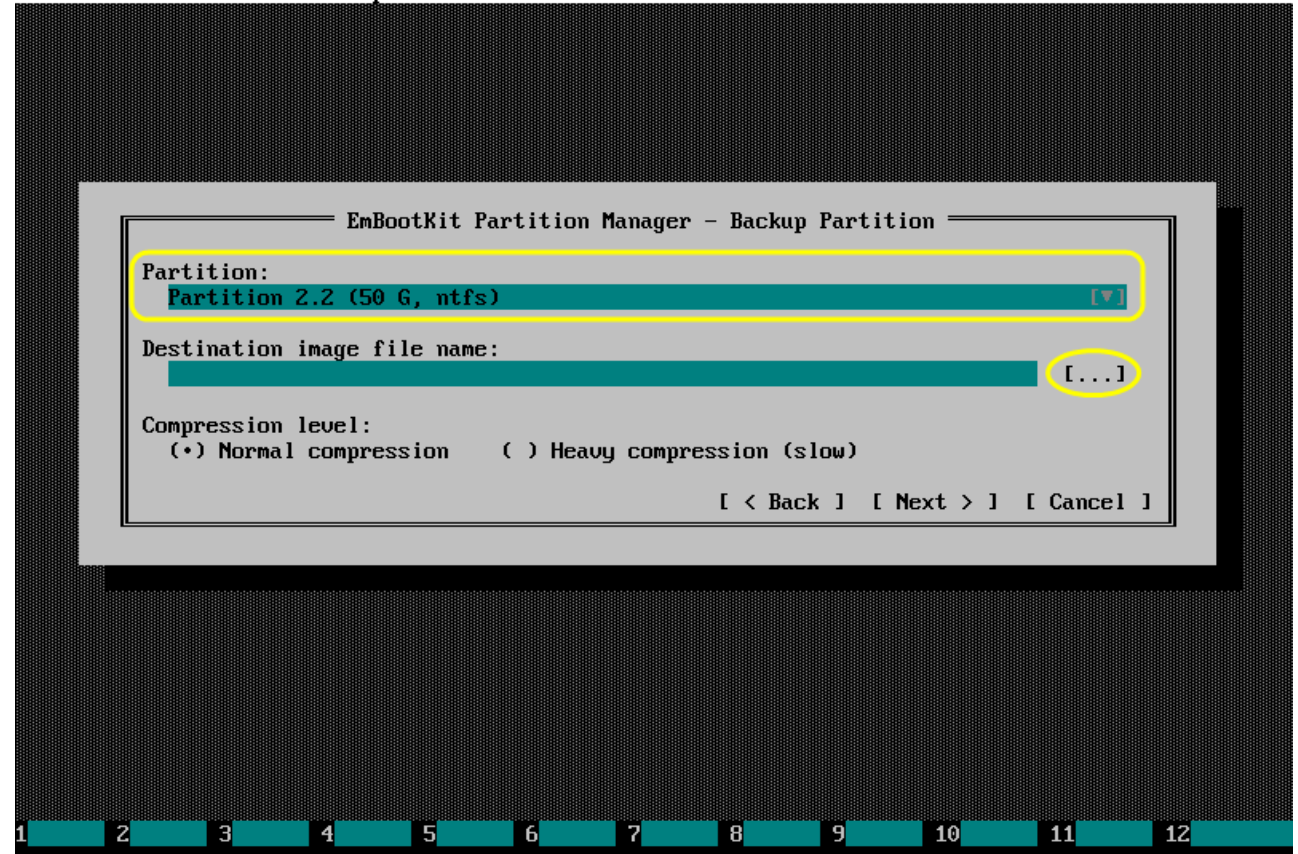 EmBootKit Partition Manager - Backup Partition
Partition:
Partition 2.2 (50 G, ntfs) [▼]
Destination image file name:
[...]
Compression level:
(•) Normal compression ( ) Heavy compression (slow)
[ < Back ] [ Next > ] [ Cancel ]
1 2 3 4 5 6 7 8 9 10 11 12